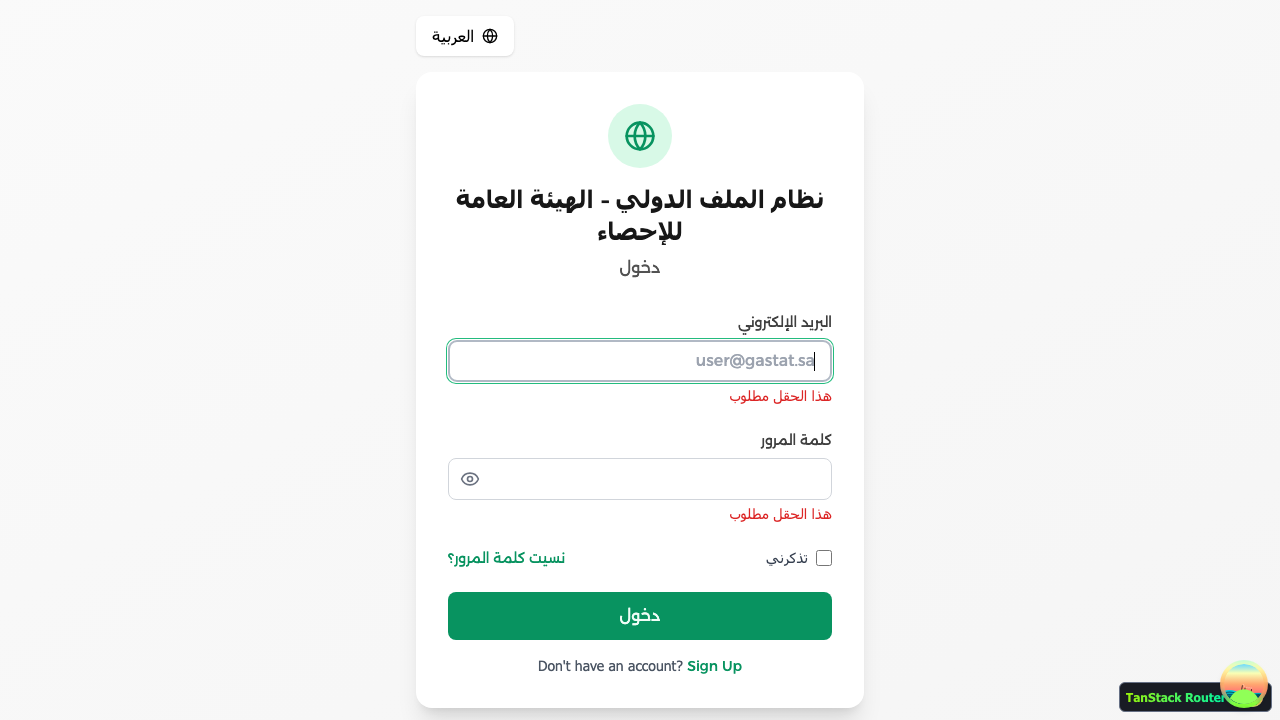 العربية
نظام الملف الدولي - الهيئة العامة
للإحصاء
دخول
البريد الإلكتروني
user@gastat.sa
هذا الحقل مطلوب
كلمة المرور
هذا الحقل مطلوب
تذكرني
نسيت كلمة المرور؟
دخول
Don't have an account? Sign Up
TanStack Router